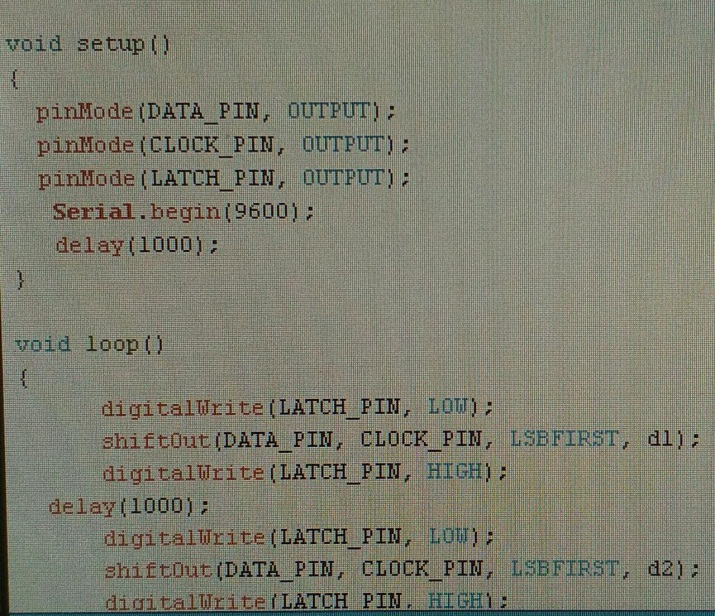 void setup()
{
pinMode(DATA_PIN, OUTPUT);
pinMode(CLOCK_PIN, OUTPUT);
pinMode(LATCH_PIN, OUTPUT);
Serial.begin(9600);
delay(1000);
}
void loop()
{
digitalWrite(LATCH_PIN, LOW);
shiftOut(DATA_PIN, CLOCK_PIN, LSBFIRST, d1);
digitalWrite(LATCH_PIN, HIGH);
delay(1000);
digitalWrite(LATCH_PIN, LOW);
shiftOut(DATA_PIN, CLOCK_PIN, LSBFIRST, d2);
digitalWrite(LATCH_PIN, HIGH);